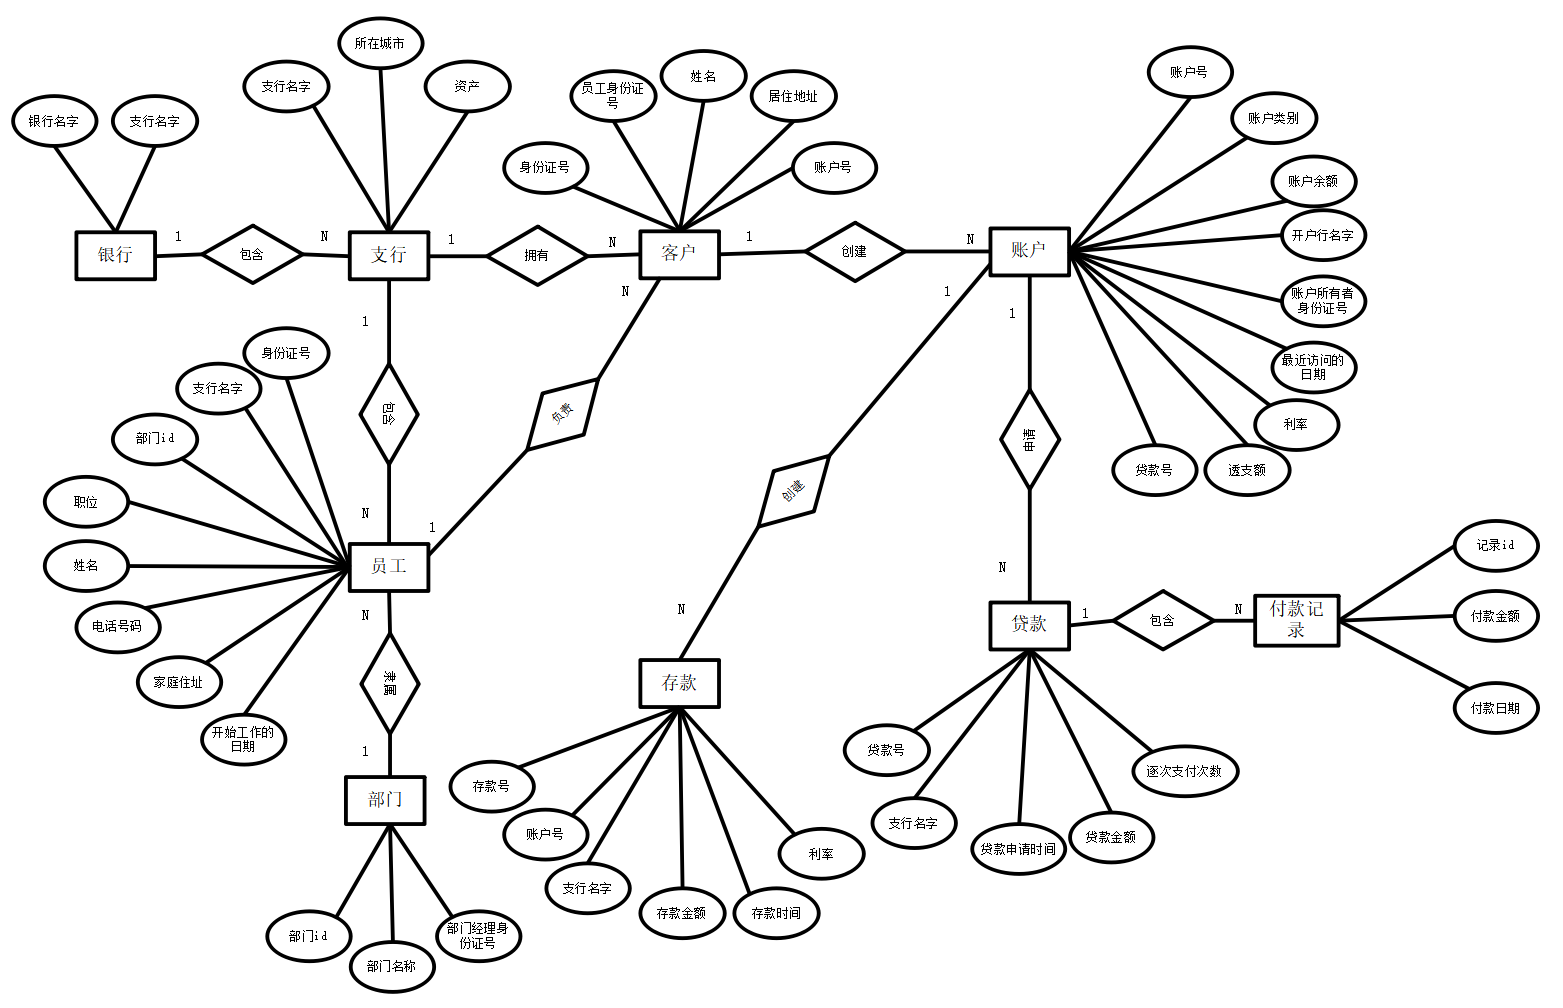 所在城市
支行名字
资产
银行名字
支行名字
员工身份证
号
姓名
居住地址
身份证号
账户号
账户号
账户类别
账户余额
开户行名字
账户所有者
身份证号
最近访问的
日期
利率
透支额
贷款号
银行
1
包含
N
支行
1
拥有
N
客户
1
创建
N
账户
1
包含
N
N
负责
1
1
创建
N
1
申请
N
身份证号
支行名字
部门id
职位
姓名
电话号码
家庭住址
开始工作的
日期
员工
N
隶属
1
部门
部门id
部门名称
部门经理身
份证号
存款
存款号
账户号
支行名字
存款金额
存款时间
利率
贷款
1
包含
N
付款记
录
记录id
付款金额
付款日期
贷款号
支行名字
贷款申请时间
贷款金额
逐次支付次数